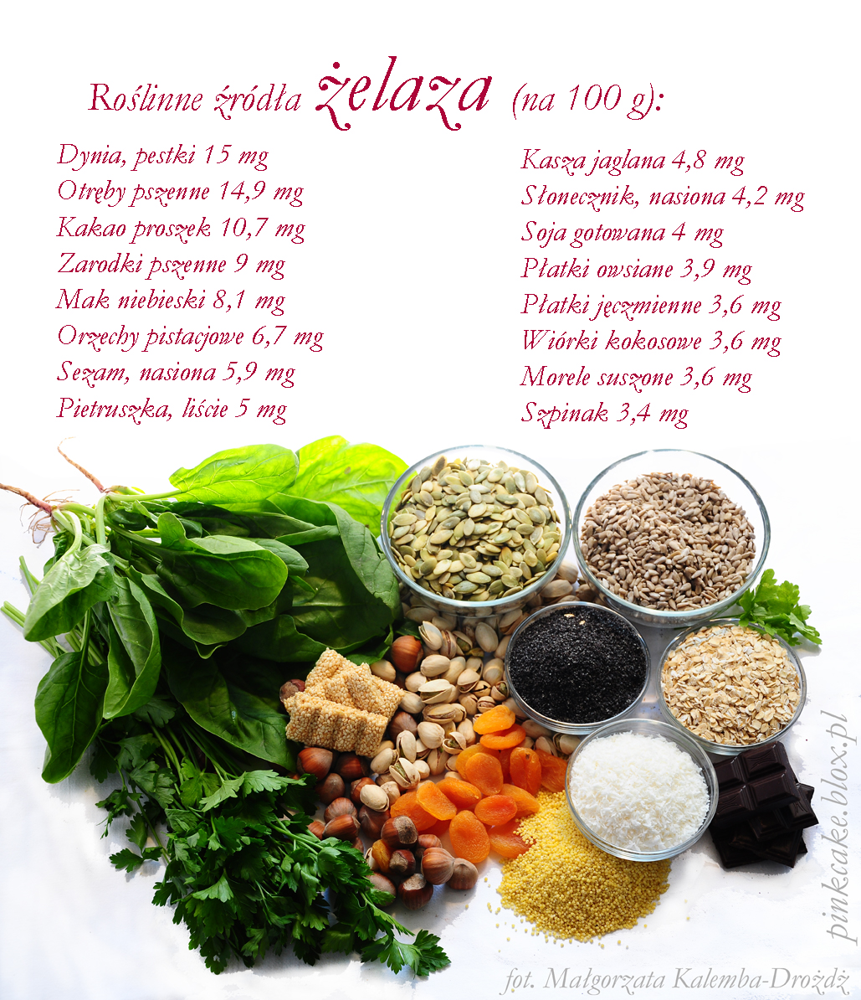 Roślinne źródła żelaza (na 100 g):
Dynia, pestki 15 mg
Otręby pszenne 14,9 mg
Kakao proszek 10,7 mg
Zarodki pszenne 9 mg
Mak niebieski 8,1 mg
Orzechy pistacjowe 6,7 mg
Sezam, nasiona 5,9 mg
Pietruszka, liście 5 mg
Kasza jaglana 4,8 mg
Słonecznik, nasiona 4,2 mg
Soja gotowana 4 mg
Płatki owsiane 3,9 mg
Płatki jęczmienne 3,6 mg
Wiórki kokosowe 3,6 mg
Morele suszone 3,6 mg
Szpinak 3,4 mg
pinkcake.blox.pl
fot. Małgorzata Kalemba-Drożdż